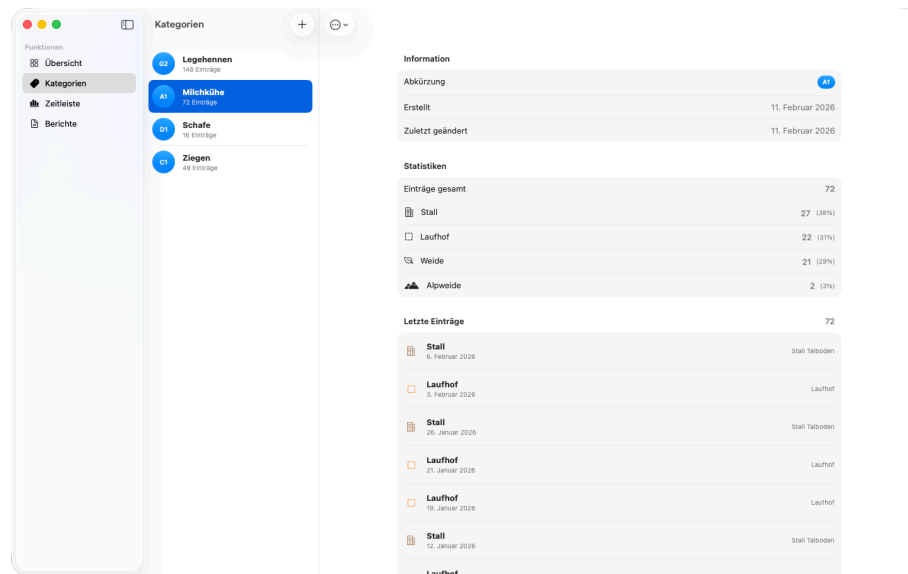 Kategorien
Funktionen
Übersicht
Kategorien
Zeitleiste
Berichte
G2
Legehennen
148 Einträge
A1
Milchkühe
72 Einträge
D1
Schafe
16 Einträge
C1
Ziegen
49 Einträge
Information
Abkürzung A1
Erstellt 11. Februar 2026
Zuletzt geändert 11. Februar 2026
Statistiken
Einträge gesamt 72
Stall 27 (38%)
Laufhof 22 (31%)
Weide 21 (29%)
Alpweide 2 (3%)
Letzte Einträge 72
Stall
6. Februar 2026
Stall Talboden
Laufhof
3. Februar 2026
Laufhof
Stall
26. Januar 2026
Stall Talboden
Laufhof
21. Januar 2026
Laufhof
Laufhof
19. Januar 2026
Laufhof
Stall
12. Januar 2026
Stall Talboden
Laufhof